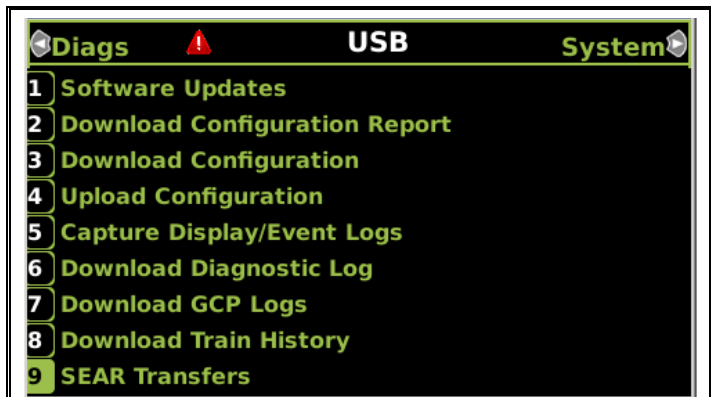 Diags USB System
1 Software Updates
2 Download Configuration Report
3 Download Configuration
4 Upload Configuration
5 Capture Display/Event Logs
6 Download Diagnostic Log
7 Download GCP Logs
8 Download Train History
9 SEAR Transfers